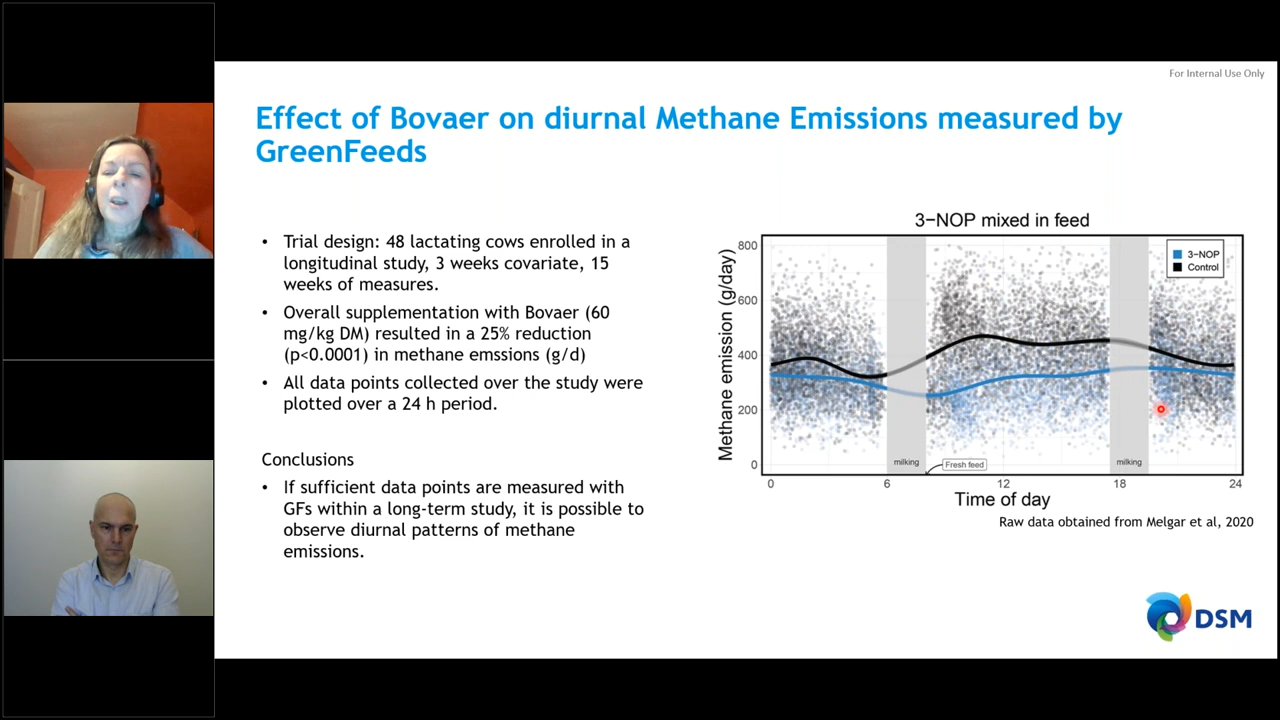 For Internal Use Only
Effect of Bovaer on diurnal Methane Emissions measured by
GreenFeeds
• Trial design: 48 lactating cows enrolled in a
longitudinal study, 3 weeks covariate, 15
weeks of measures.
• Overall supplementation with Bovaer (60
mg/kg DM) resulted in a 25% reduction
(p<0.0001) in methane emssions (g/d)
• All data points collected over the study were
plotted over a 24 h period.
Conclusions
• If sufficient data points are measured with
GFs within a long-term study, it is possible to
observe diurnal patterns of methane
emissions.
3−NOP mixed in feed
Methane emission (g/day)
800
600
400
200
0
3−NOP
Control
milking
Fresh feed
milking
0 6 12 18 24
Time of day
Raw data obtained from Melgar et al, 2020
DSM